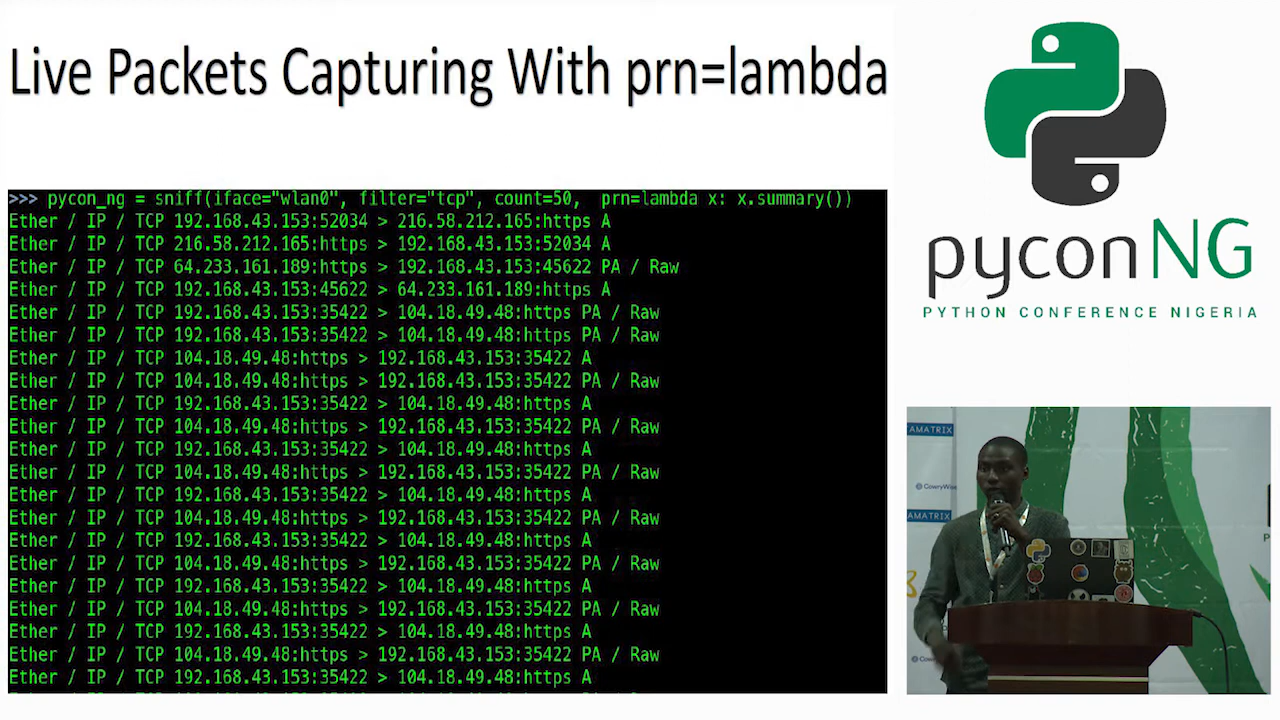 Live Packets Capturing With prn=lambda
>>> pycon_ng = sniff(iface="wlan0", filter="tcp", count=50,  prn=lambda x: x.summary())
Ether / IP / TCP 192.168.43.153:52034 > 216.58.212.165:https A
Ether / IP / TCP 216.58.212.165:https > 192.168.43.153:52034 A
Ether / IP / TCP 64.233.161.189:https > 192.168.43.153:45622 PA / Raw
Ether / IP / TCP 192.168.43.153:45622 > 64.233.161.189:https A
Ether / IP / TCP 192.168.43.153:35422 > 104.18.49.48:https PA / Raw
Ether / IP / TCP 192.168.43.153:35422 > 104.18.49.48:https PA / Raw
Ether / IP / TCP 104.18.49.48:https > 192.168.43.153:35422 A
Ether / IP / TCP 104.18.49.48:https > 192.168.43.153:35422 PA / Raw
Ether / IP / TCP 192.168.43.153:35422 > 104.18.49.48:https A
Ether / IP / TCP 104.18.49.48:https > 192.168.43.153:35422 PA / Raw
Ether / IP / TCP 192.168.43.153:35422 > 104.18.49.48:https A
Ether / IP / TCP 104.18.49.48:https > 192.168.43.153:35422 PA / Raw
Ether / IP / TCP 192.168.43.153:35422 > 104.18.49.48:https A
Ether / IP / TCP 104.18.49.48:https > 192.168.43.153:35422 PA / Raw
Ether / IP / TCP 192.168.43.153:35422 > 104.18.49.48:https A
Ether / IP / TCP 104.18.49.48:https > 192.168.43.153:35422 PA / Raw
Ether / IP / TCP 192.168.43.153:35422 > 104.18.49.48:https A
Ether / IP / TCP 104.18.49.48:https > 192.168.43.153:35422 PA / Raw
Ether / IP / TCP 192.168.43.153:35422 > 104.18.49.48:https A
Ether / IP / TCP 104.18.49.48:https > 192.168.43.153:35422 PA / Raw
Ether / IP / TCP 192.168.43.153:35422 > 104.18.49.48:https A
pyconNG
PYTHON CONFERENCE NIGERIA
AMATRIX
CowryWise
AMATRIX